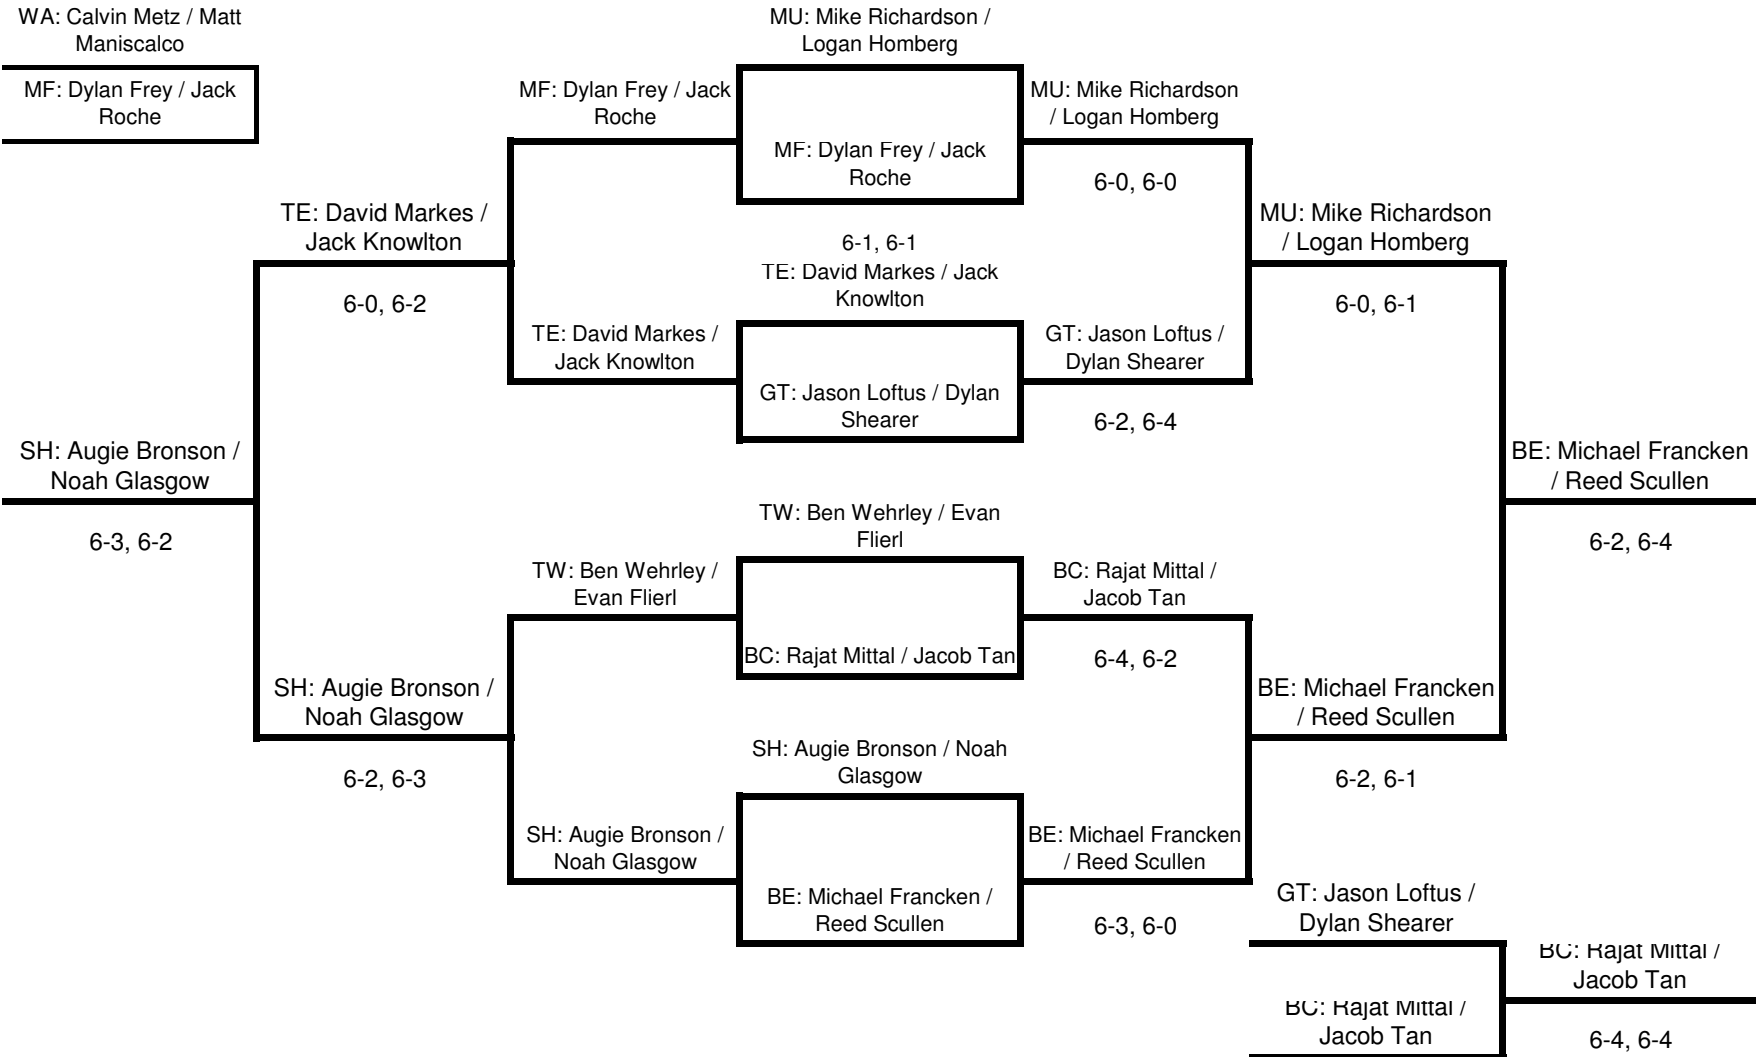 WA: Calvin Metz / Matt
Maniscalco
MF: Dylan Frey / Jack
Roche
TE: David Markes /
Jack Knowlton
6-0, 6-2
SH: Augie Bronson /
Noah Glasgow
6-3, 6-2
SH: Augie Bronson /
Noah Glasgow
6-2, 6-3
MF: Dylan Frey / Jack
Roche
TE: David Markes /
Jack Knowlton
TW: Ben Wehrley /
Evan Flierl
SH: Augie Bronson /
Noah Glasgow
MU: Mike Richardson /
Logan Homberg
MF: Dylan Frey / Jack
Roche
6-1, 6-1
TE: David Markes / Jack
Knowlton
GT: Jason Loftus / Dylan
Shearer
TW: Ben Wehrley / Evan
Flierl
BC: Rajat Mittal / Jacob Tan
SH: Augie Bronson / Noah
Glasgow
BE: Michael Francken /
Reed Scullen
MU: Mike Richardson
/ Logan Homberg
6-0, 6-0
GT: Jason Loftus /
Dylan Shearer
6-2, 6-4
BC: Rajat Mittal /
Jacob Tan
6-4, 6-2
BE: Michael Francken
/ Reed Scullen
6-3, 6-0
MU: Mike Richardson
/ Logan Homberg
6-0, 6-1
BE: Michael Francken
/ Reed Scullen
6-2, 6-1
BE: Michael Francken
/ Reed Scullen
6-2, 6-4
GT: Jason Loftus /
Dylan Shearer
BC: Rajat Mittal /
Jacob Tan
BC: Rajat Mittal /
Jacob Tan
6-4, 6-4